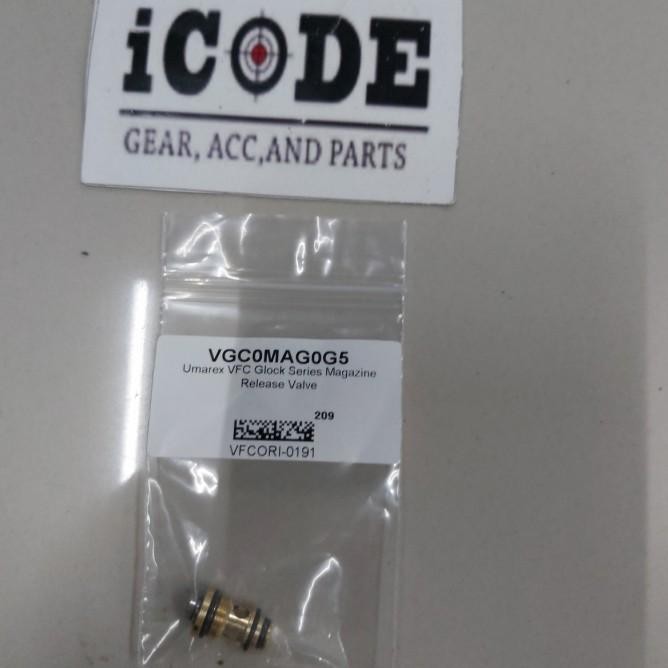 iCODE
GEAR, ACC,AND PARTS
VGC0MAG0G5
Umarex VFC Glock Series Magazine
Release Valve
209
VFCORI-0191